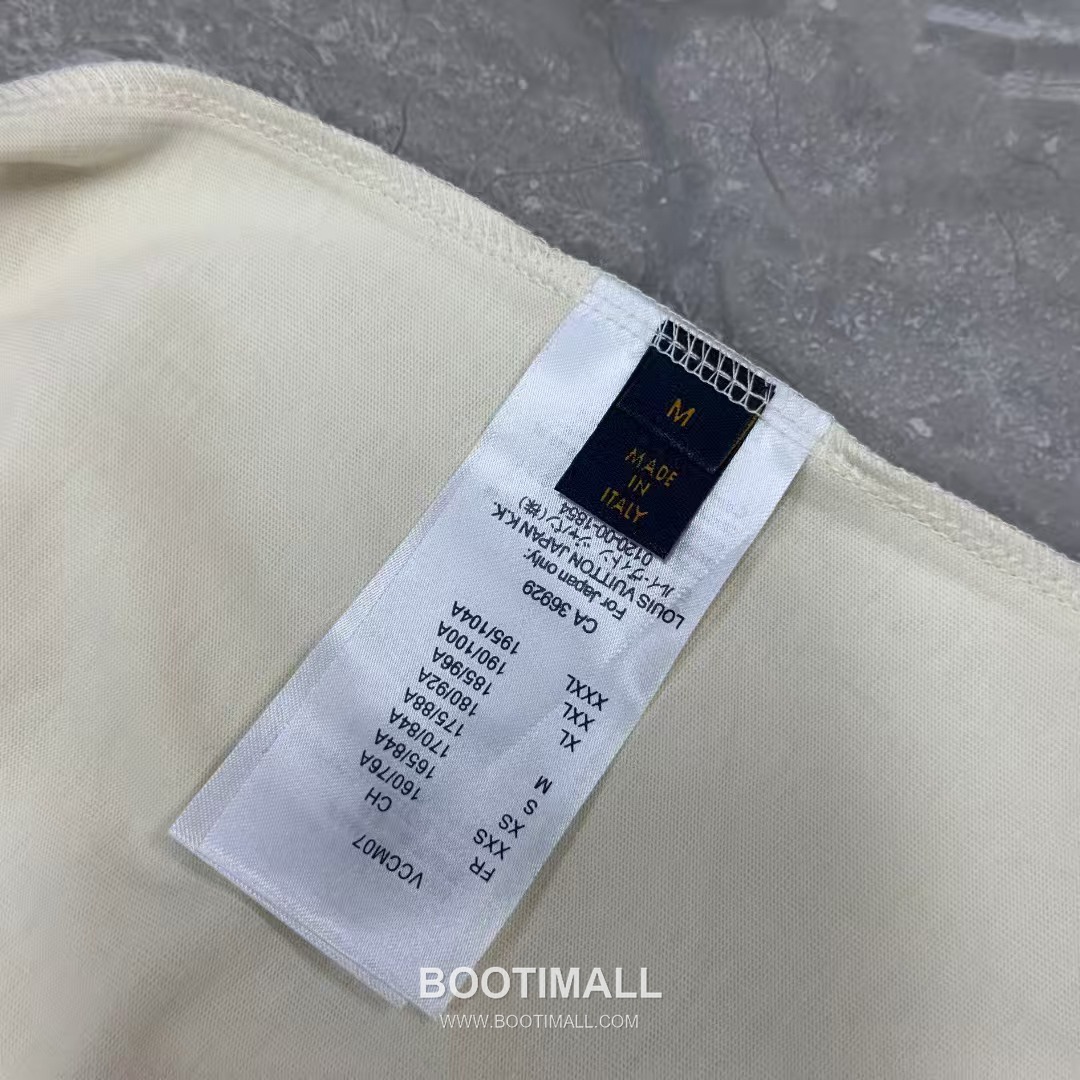 M
MADE
IN
ITALY
VCCM07
FR CH
XXS 160/76A
XS 165/84A
S 170/84A
M 175/88A
180/92A
XL 185/96A
XXL 190/100A
XXXL 195/104A
CA 36929
For Japan only:
LOUIS VUITTON JAPAN K.K.
ルイ・ヴィトン ジャパン(株)
0120-00-1854
BOOTIMALL
WWW.BOOTIMALL.COM